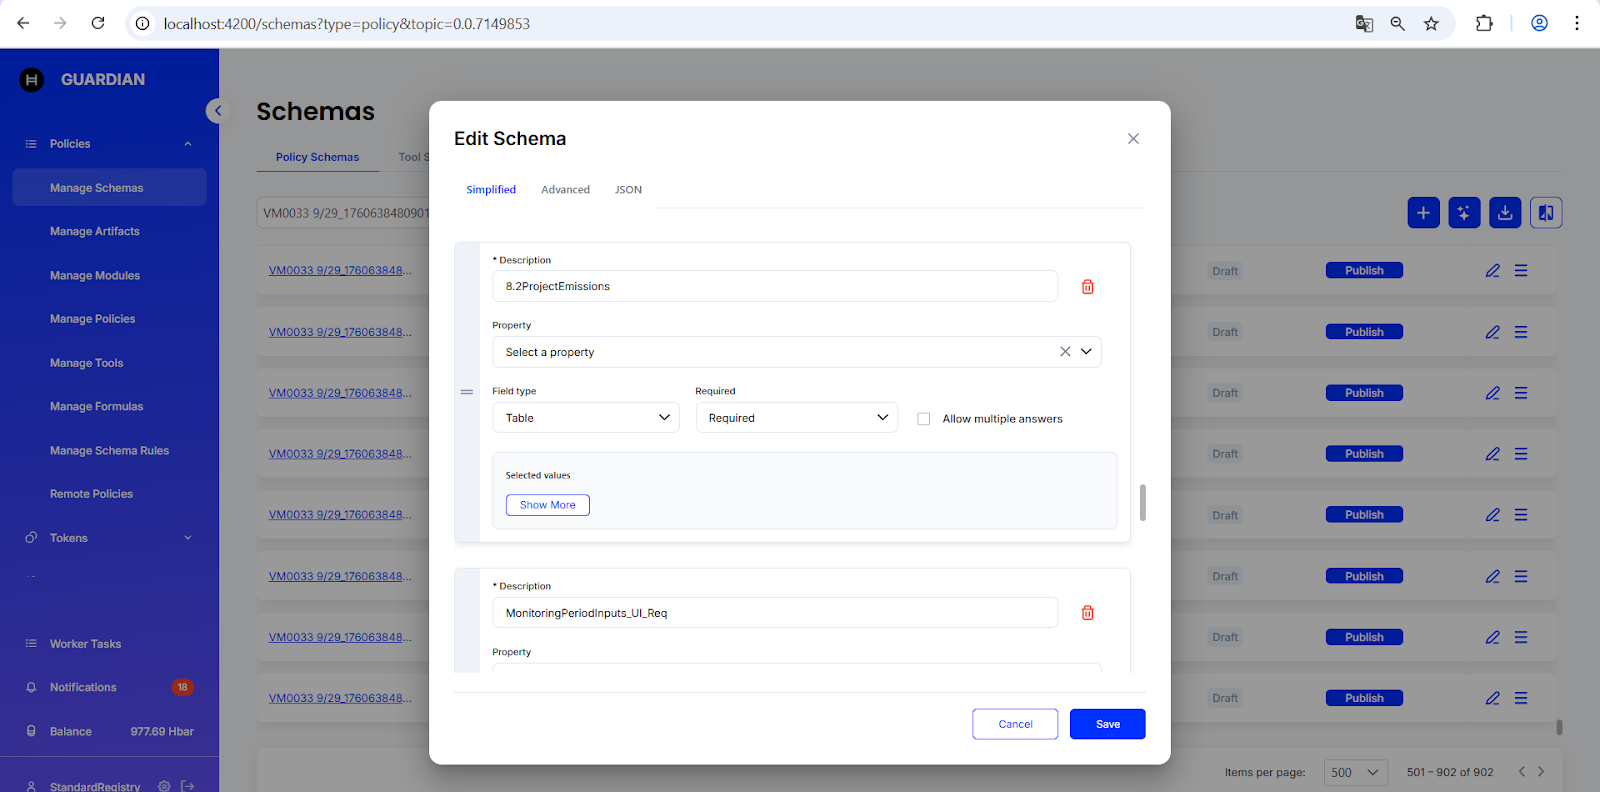 localhost:4200/schemas?type=policy&topic=0.0.7149853
GUARDIAN
Policies
Manage Schemas
Manage Artifacts
Manage Modules
Manage Policies
Manage Tools
Manage Formulas
Manage Schema Rules
Remote Policies
Tokens
Worker Tasks
Notifications 18
Balance 977.69 Hbar
StandardRegistry
Schemas
Policy Schemas Tool S
VM0033 9/29_1760638480901
VM0033 9/29_176063848... Draft Publish
VM0033 9/29_176063848... Draft Publish
VM0033 9/29_176063848... Draft Publish
VM0033 9/29_176063848... Draft Publish
VM0033 9/29_176063848... Draft Publish
VM0033 9/29_176063848... Draft Publish
VM0033 9/29_176063848... Draft Publish
VM0033 9/29_176063848... Draft Publish
Items per page: 500 501 – 902 of 902
Edit Schema
Simplified Advanced JSON
* Description
8.2ProjectEmissions
Property
Select a property
Field type Required
Table Required Allow multiple answers
Selected values
Show More
* Description
MonitoringPeriodInputs_UI_Req
Property
Cancel Save